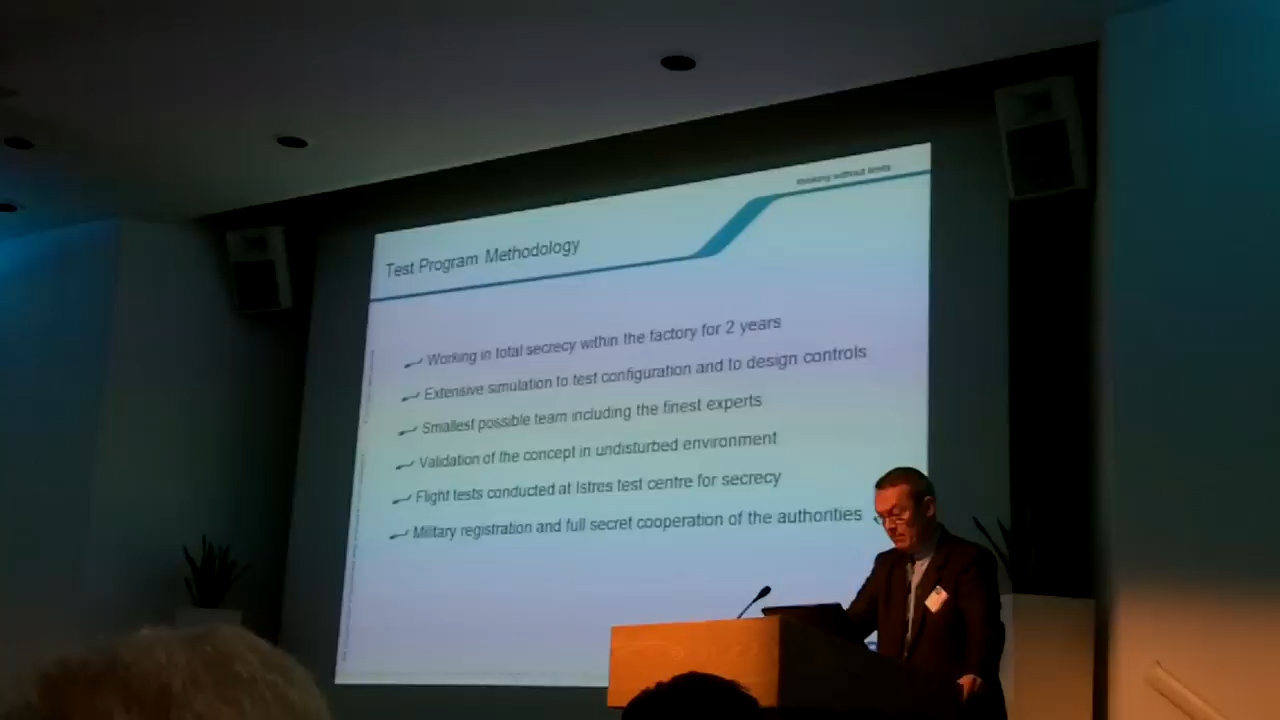 thinking without limits
Test Program Methodology
Working in total secrecy within the factory for 2 years
Extensive simulation to test configuration and to design controls
Smallest possible team including the finest experts
Validation of the concept in undisturbed environment
Flight tests conducted at Istres test centre for secrecy
Military registration and full secret cooperation of the authorities